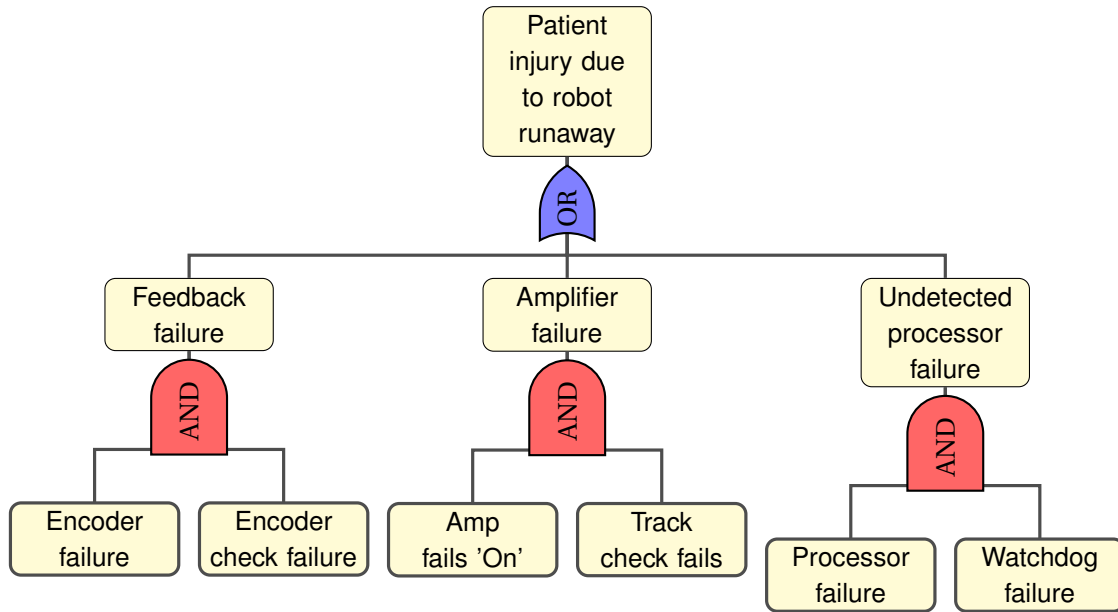 Patient
injury due
to robot
runaway
OR
Feedback
failure
Amplifier
failure
Undetected
processor
failure
AND
AND
AND
Encoder
failure
Encoder
check failure
Amp
fails 'On'
Track
check fails
Processor
failure
Watchdog
failure